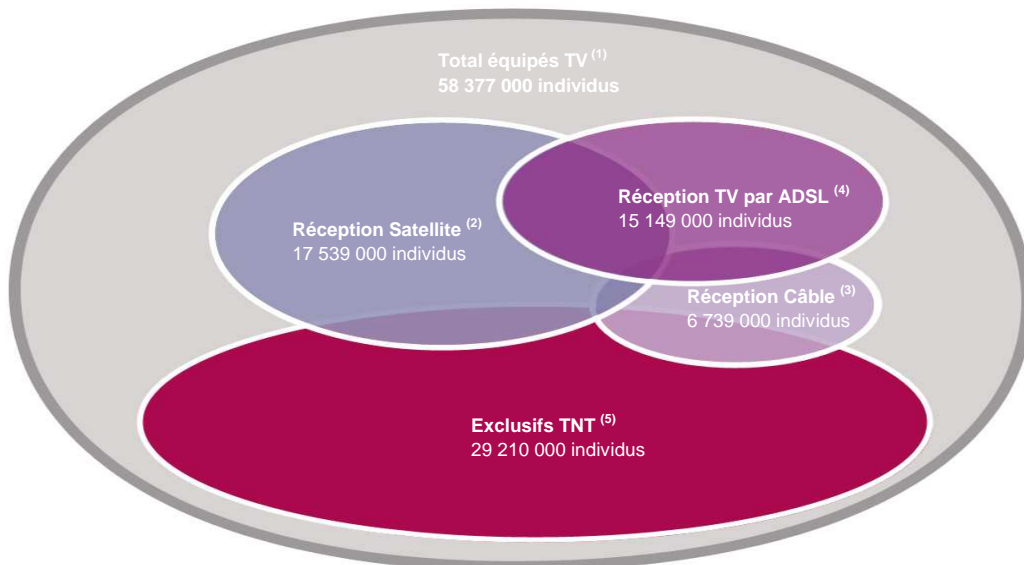 Total équipés TV (1)
58 377 000 individus
Réception TV par ADSL (4)
15 149 000 individus
Réception Satellite (2)
17 539 000 individus
Réception Câble (3)
6 739 000 individus
Exclusifs TNT (5)
29 210 000 individus